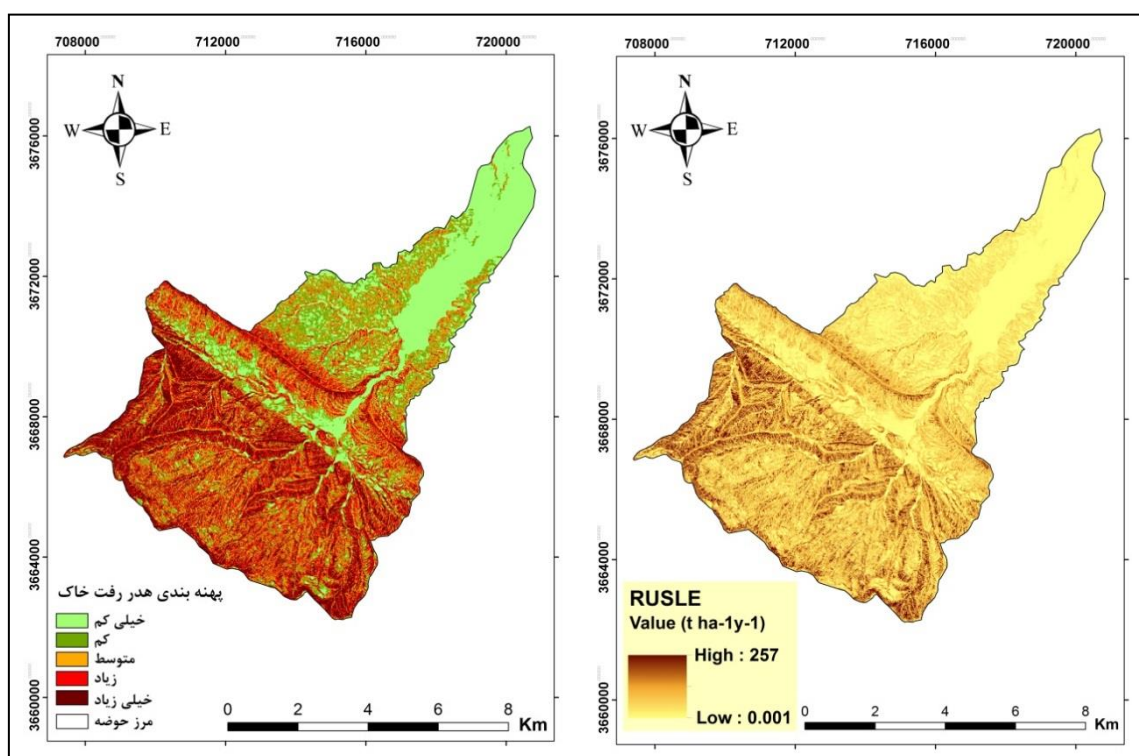 708000 712000 716000 720000
N
W E
S
3676000
3672000
3668000
3664000
3660000
پهنه بندی هدر رفت خاک
خیلی کم
کم
متوسط
زیاد
خیلی زیاد
مرز حوضه
0 2 4 6 8
Km
708000 712000 716000 720000
N
W E
S
3676000
3672000
3668000
3664000
3660000
RUSLE
Value (t ha-1y-1)
High : 257
Low : 0.001
0 2 4 6 8
Km